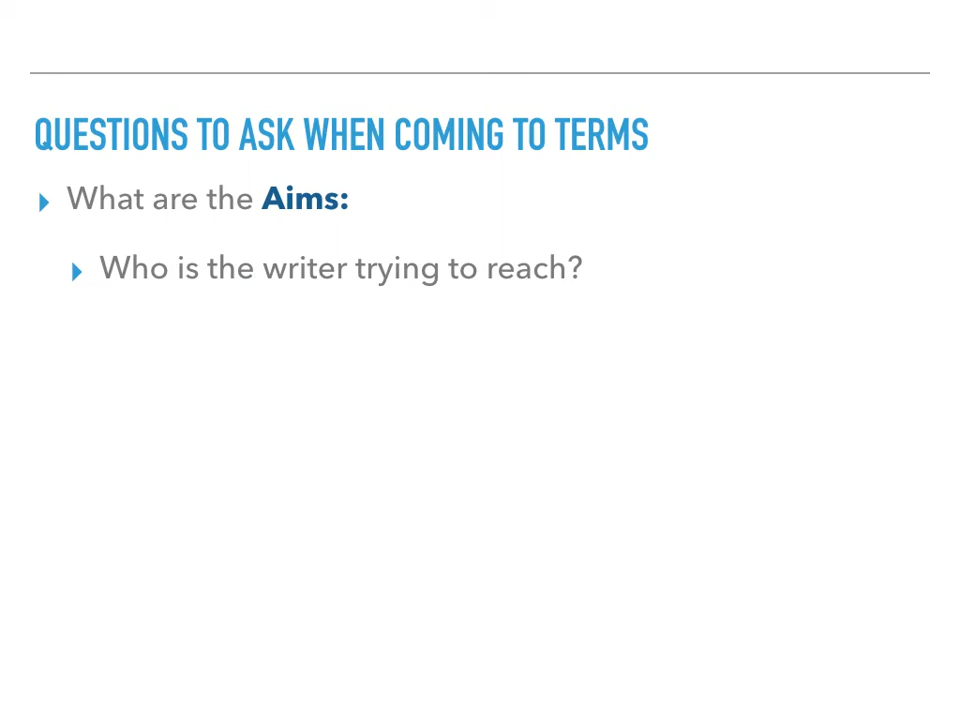 QUESTIONS TO ASK WHEN COMING TO TERMS
What are the Aims:
Who is the writer trying to reach?